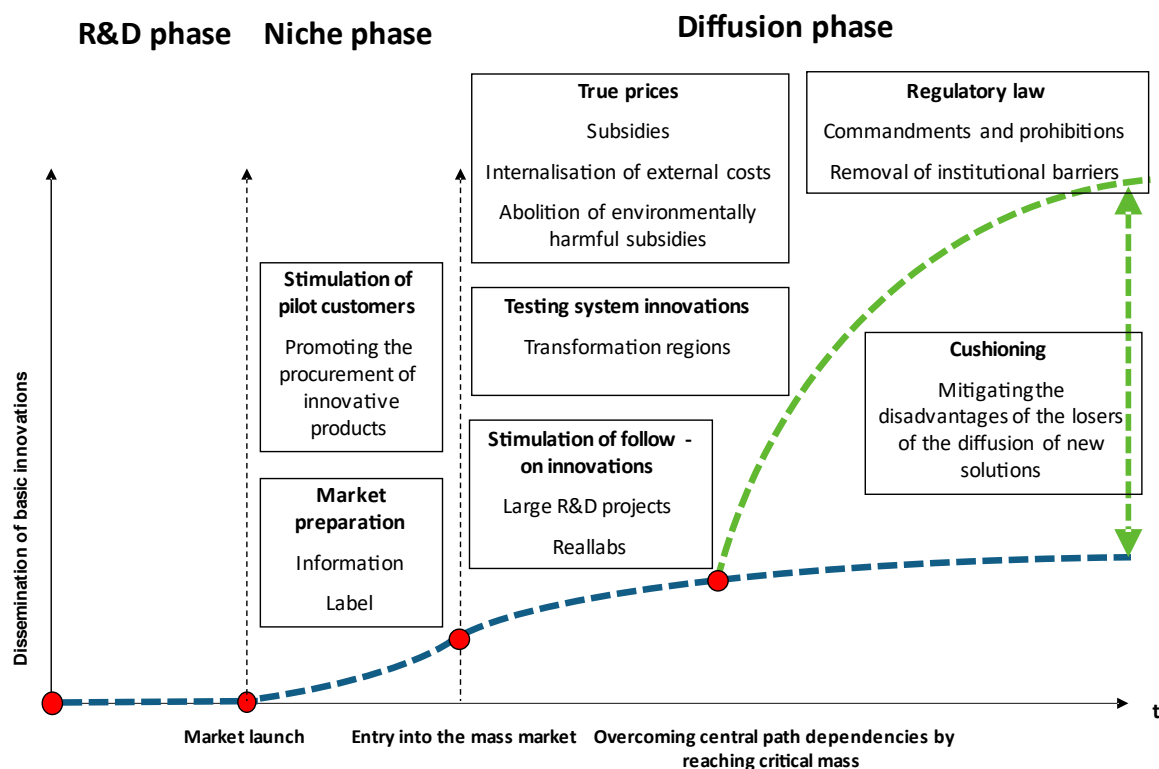 R&D phase
Niche phase
Diffusion phase
True prices
Subsidies
Internalisation of external costs
Abolition of environmentally
harmful subsidies
Regulatory law
Commandments and prohibitions
Removal of institutional barriers
Stimulation of
pilot customers
Promoting the
procurement of
innovative
products
Testing system innovations
Transformation regions
Cushioning
Mitigating the
disadvantages of the losers
of the diffusion of new
solutions
Market
preparation
Information
Label
Stimulation of follow -
on innovations
Large R&D projects
Reallabs
Dissemination of basic innovations
t
Market launch
Entry into the mass market
Overcoming central path dependencies by
reaching critical mass